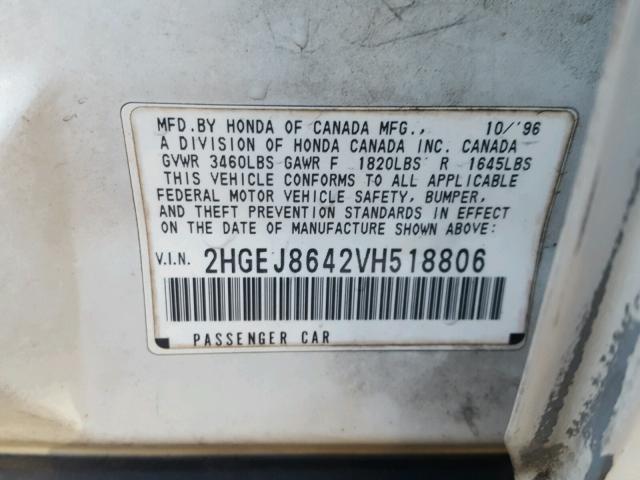 MFD.BY HONDA OF CANADA MFG., 10/'96
A DIVISION OF HONDA CANADA INC. CANADA
GVWR 3460LBS GAWR F 1820LBS R 1645LBS
THIS VEHICLE CONFORMS TO ALL APPLICABLE
FEDERAL MOTOR VEHICLE SAFETY, BUMPER,
AND THEFT PREVENTION STANDARDS IN EFFECT
ON THE DATE OF MANUFACTURE SHOWN ABOVE:
V.I.N. 2HGEJ8642VH518806
PASSENGER CAR